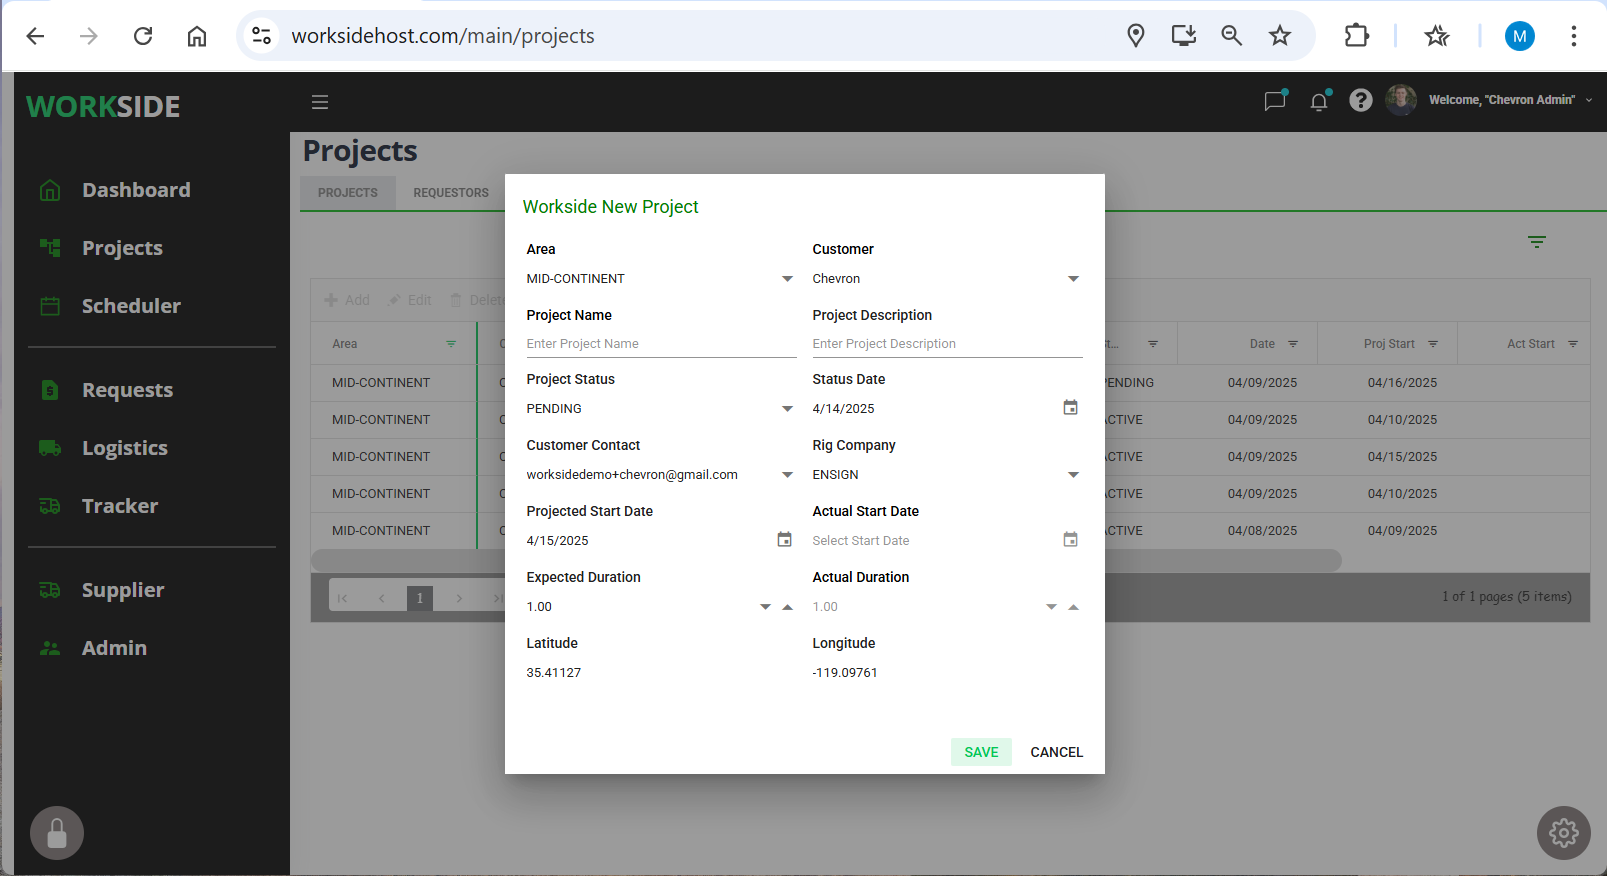 worksidehost.com/main/projects
M
WORKSIDE
Welcome, "Chevron Admin"
Dashboard
Projects
Scheduler
Requests
Logistics
Tracker
Supplier
Admin
Projects
PROJECTS REQUESTORS
Add Edit Delete
Area Date Proj Start Act Start
MID-CONTINENT PENDING 04/09/2025 04/16/2025
MID-CONTINENT ACTIVE 04/09/2025 04/10/2025
MID-CONTINENT ACTIVE 04/09/2025 04/15/2025
MID-CONTINENT ACTIVE 04/09/2025 04/10/2025
MID-CONTINENT ACTIVE 04/08/2025 04/09/2025
1
1 of 1 pages (5 items)
Workside New Project
Area Customer
MID-CONTINENT Chevron
Project Name Project Description
Enter Project Name Enter Project Description
Project Status Status Date
PENDING 4/14/2025
Customer Contact Rig Company
worksidedemo+chevron@gmail.com ENSIGN
Projected Start Date Actual Start Date
4/15/2025 Select Start Date
Expected Duration Actual Duration
1.00 1.00
Latitude Longitude
35.41127 -119.09761
SAVE CANCEL